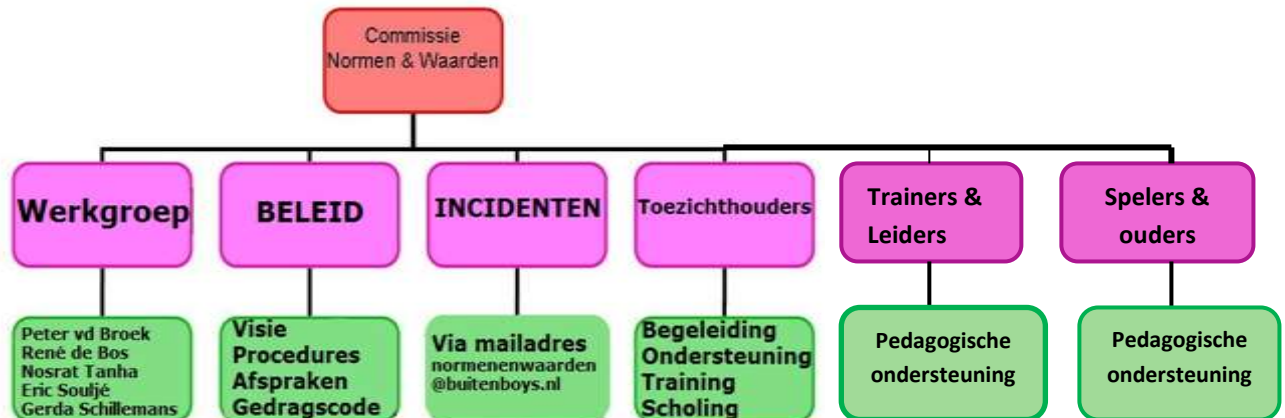 Commissie
Normen & Waarden
Werkgroep
BELEID
INCIDENTEN
Toezichthouders
Trainers &
Leiders
Spelers &
ouders
Peter vd Broek
René de Bos
Nosrat Tanha
Eric Souljé
Gerda Schillemans
Visie
Procedures
Afspraken
Gedragscode
Via mailadres
normenenwaarden
@buitenboys.nl
Begeleiding
Ondersteuning
Training
Scholing
Pedagogische
ondersteuning
Pedagogische
ondersteuning